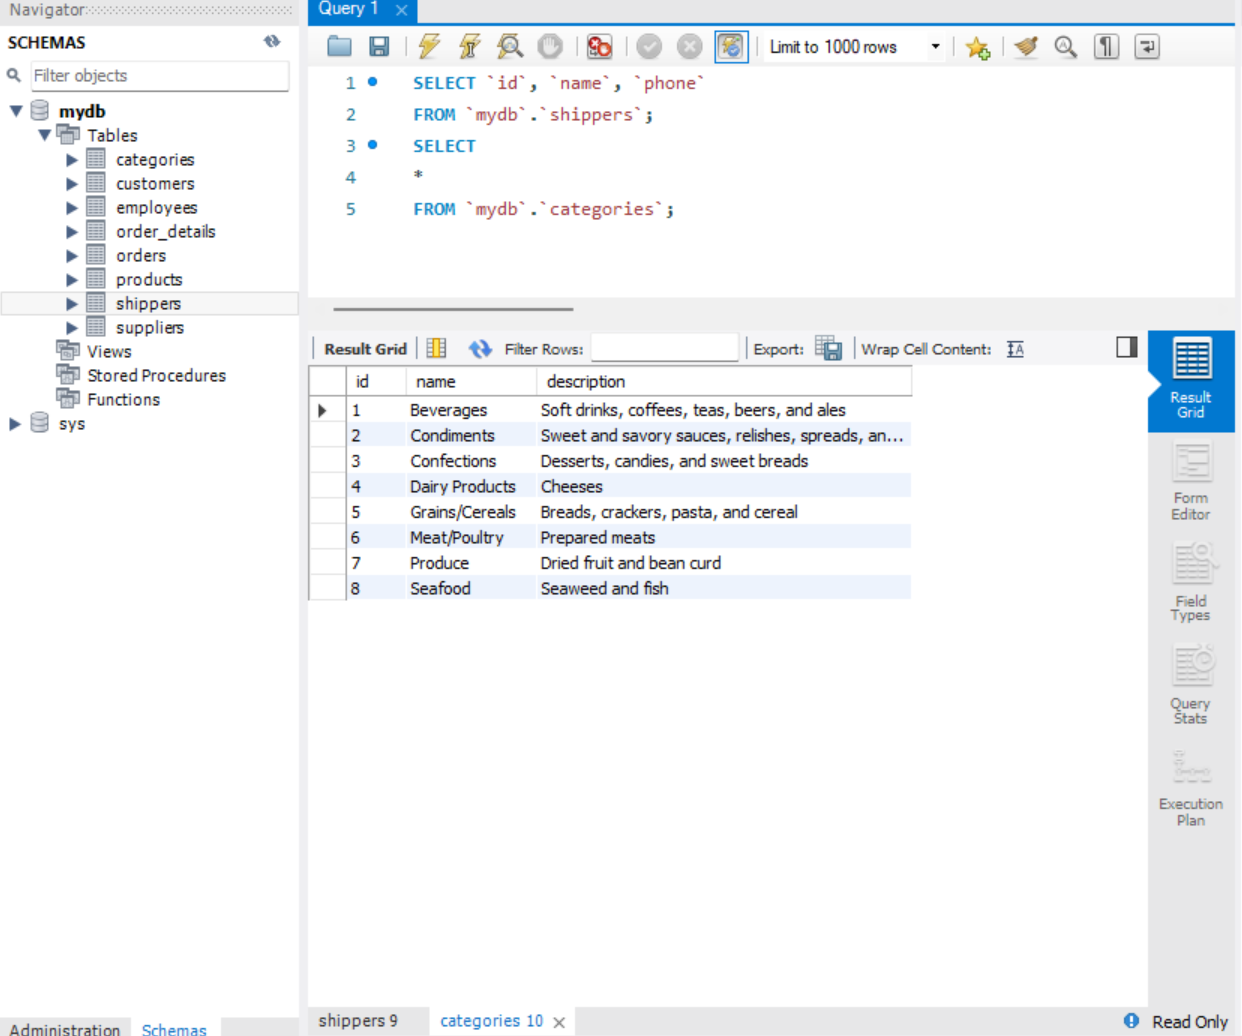 Navigator
SCHEMAS
Filter objects
mydb
Tables
categories
customers
employees
order_details
orders
products
shippers
suppliers
Views
Stored Procedures
Functions
sys
Administration Schemas
Query 1
Limit to 1000 rows
1 SELECT `id`, `name`, `phone`
2 FROM `mydb`.`shippers`;
3 SELECT
4 *
5 FROM `mydb`.`categories`;
Result Grid Filter Rows: Export: Wrap Cell Content:
id name description
1 Beverages Soft drinks, coffees, teas, beers, and ales
2 Condiments Sweet and savory sauces, relishes, spreads, an...
3 Confections Desserts, candies, and sweet breads
4 Dairy Products Cheeses
5 Grains/Cereals Breads, crackers, pasta, and cereal
6 Meat/Poultry Prepared meats
7 Produce Dried fruit and bean curd
8 Seafood Seaweed and fish
Result
Grid
Form
Editor
Field
Types
Query
Stats
Execution
Plan
shippers 9 categories 10 Read Only